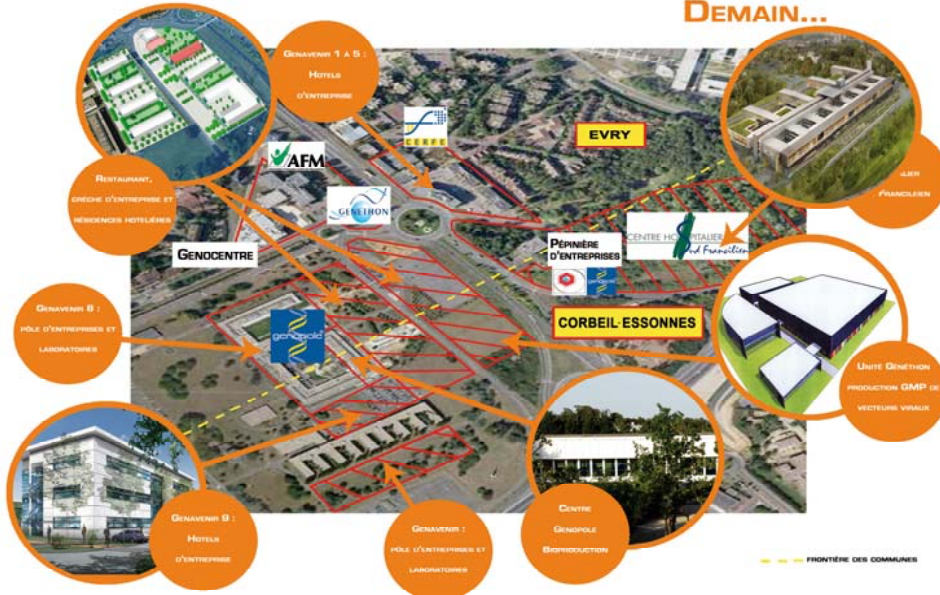 DEMAIN...
GENAVENIR 1 À 5 :
HOTELS
D'ENTREPRISE
CERFE
EVRY
AFM
RESTAURANT,
CRÈCHE D'ENTREPRISE ET
RÉSIDENCES HOTELIÈRES
GENETHON
GENOCENTRE
PÉPINIÈRE
D'ENTREPRISES
genopole
CENTRE HOSPITALIER
Sud Francilien
FRANCILIEN
CORBEIL-ESSONNES
GENAVENIR 8 :
PÔLE D'ENTREPRISES ET
LABORATOIRES
genopole
UNITÉ GÉNÉTHON
PRODUCTION GMP DE
VECTEURS VIRAUX
GENAVENIR 9 :
HOTELS
D'ENTREPRISE
GENAVENIR :
PÔLE D'ENTREPRISES ET
LABORATOIRES
CENTRE
GENOPOLE
BIOPRODUCTION
FRONTIÈRE DES COMMUNES